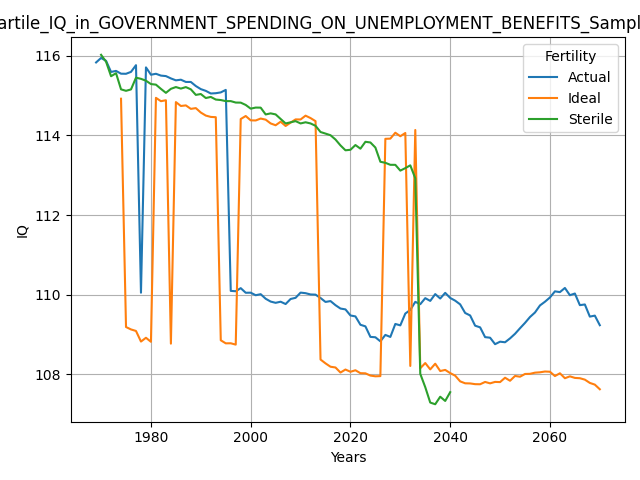 artile_IQ_in_GOVERNMENT_SPENDING_ON_UNEMPLOYMENT_BENEFITS_Sampl
116
114
112
110
108
IQ
Fertility
Actual
Ideal
Sterile
1980
2000
2020
2040
2060
Years